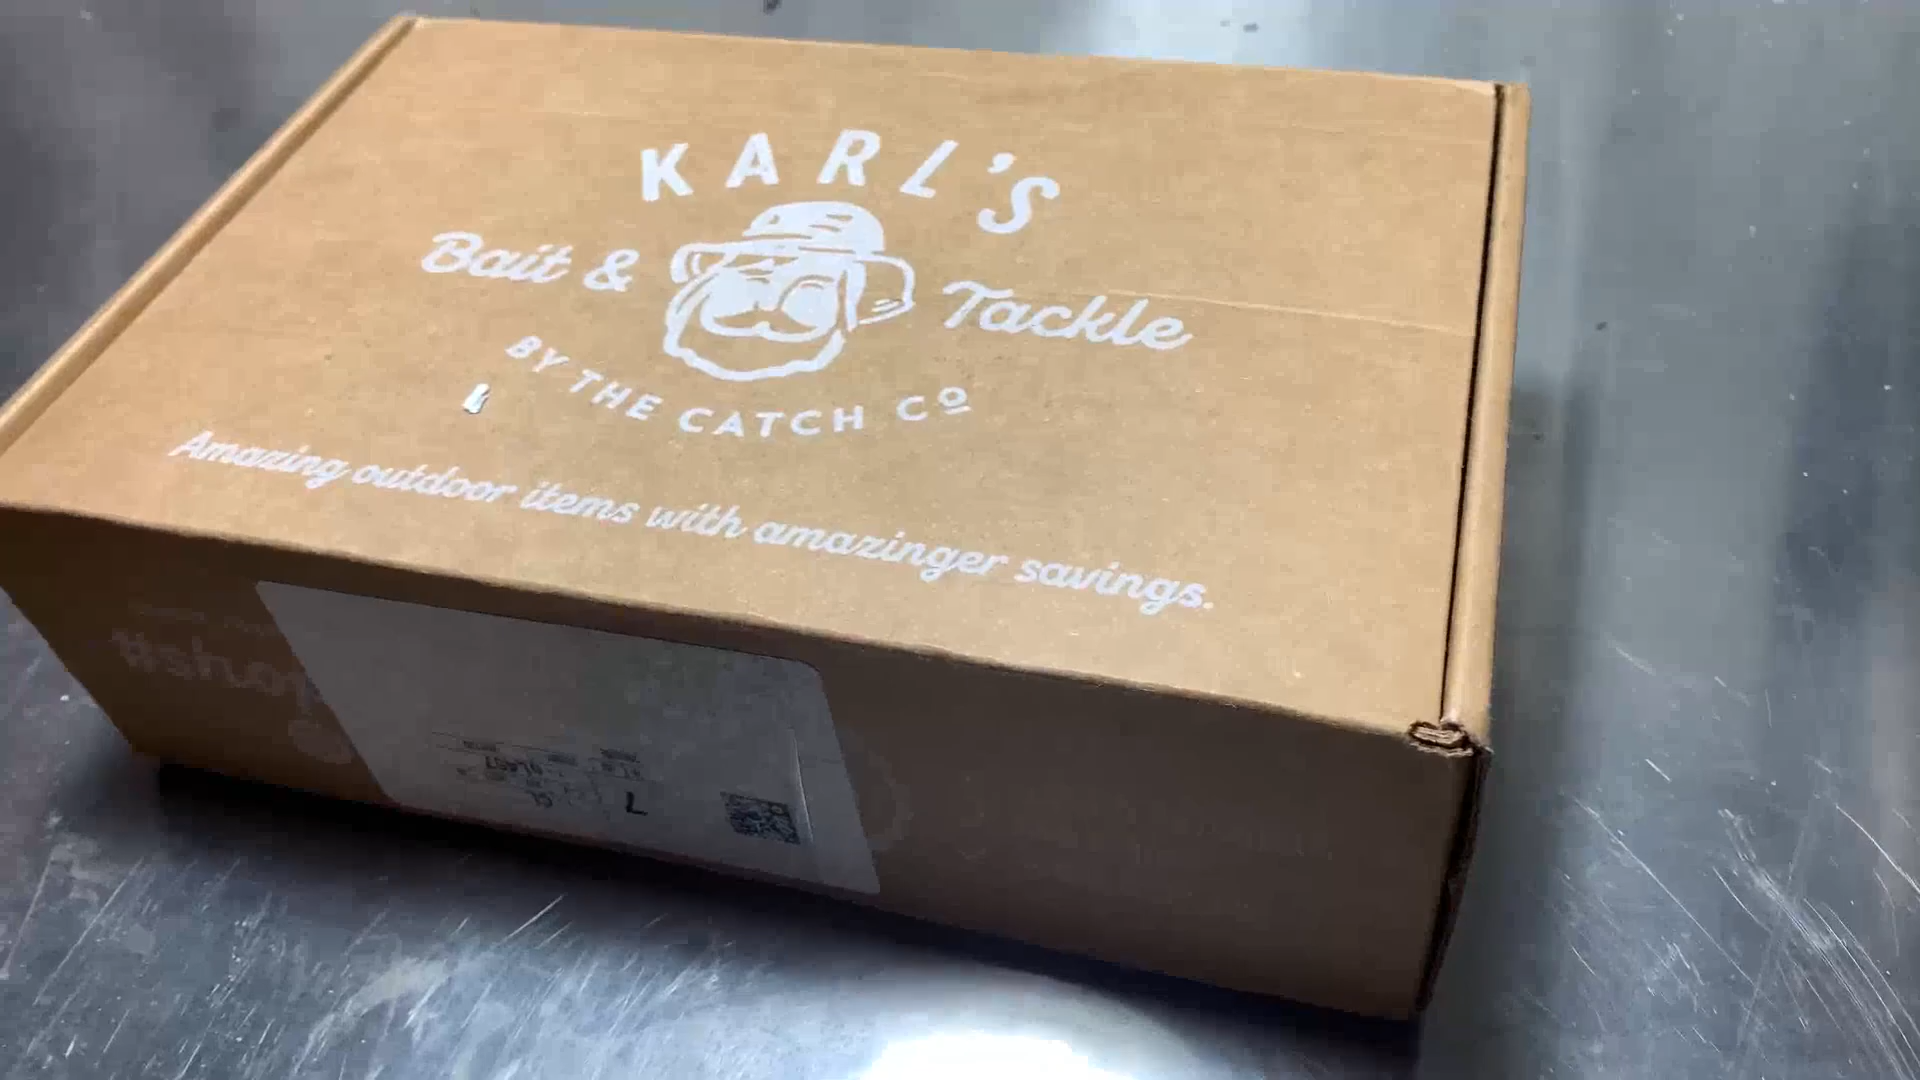 KARL'S
Bait & Tackle
BY THE CATCH Co
Amazing outdoor items with amazinger savings.